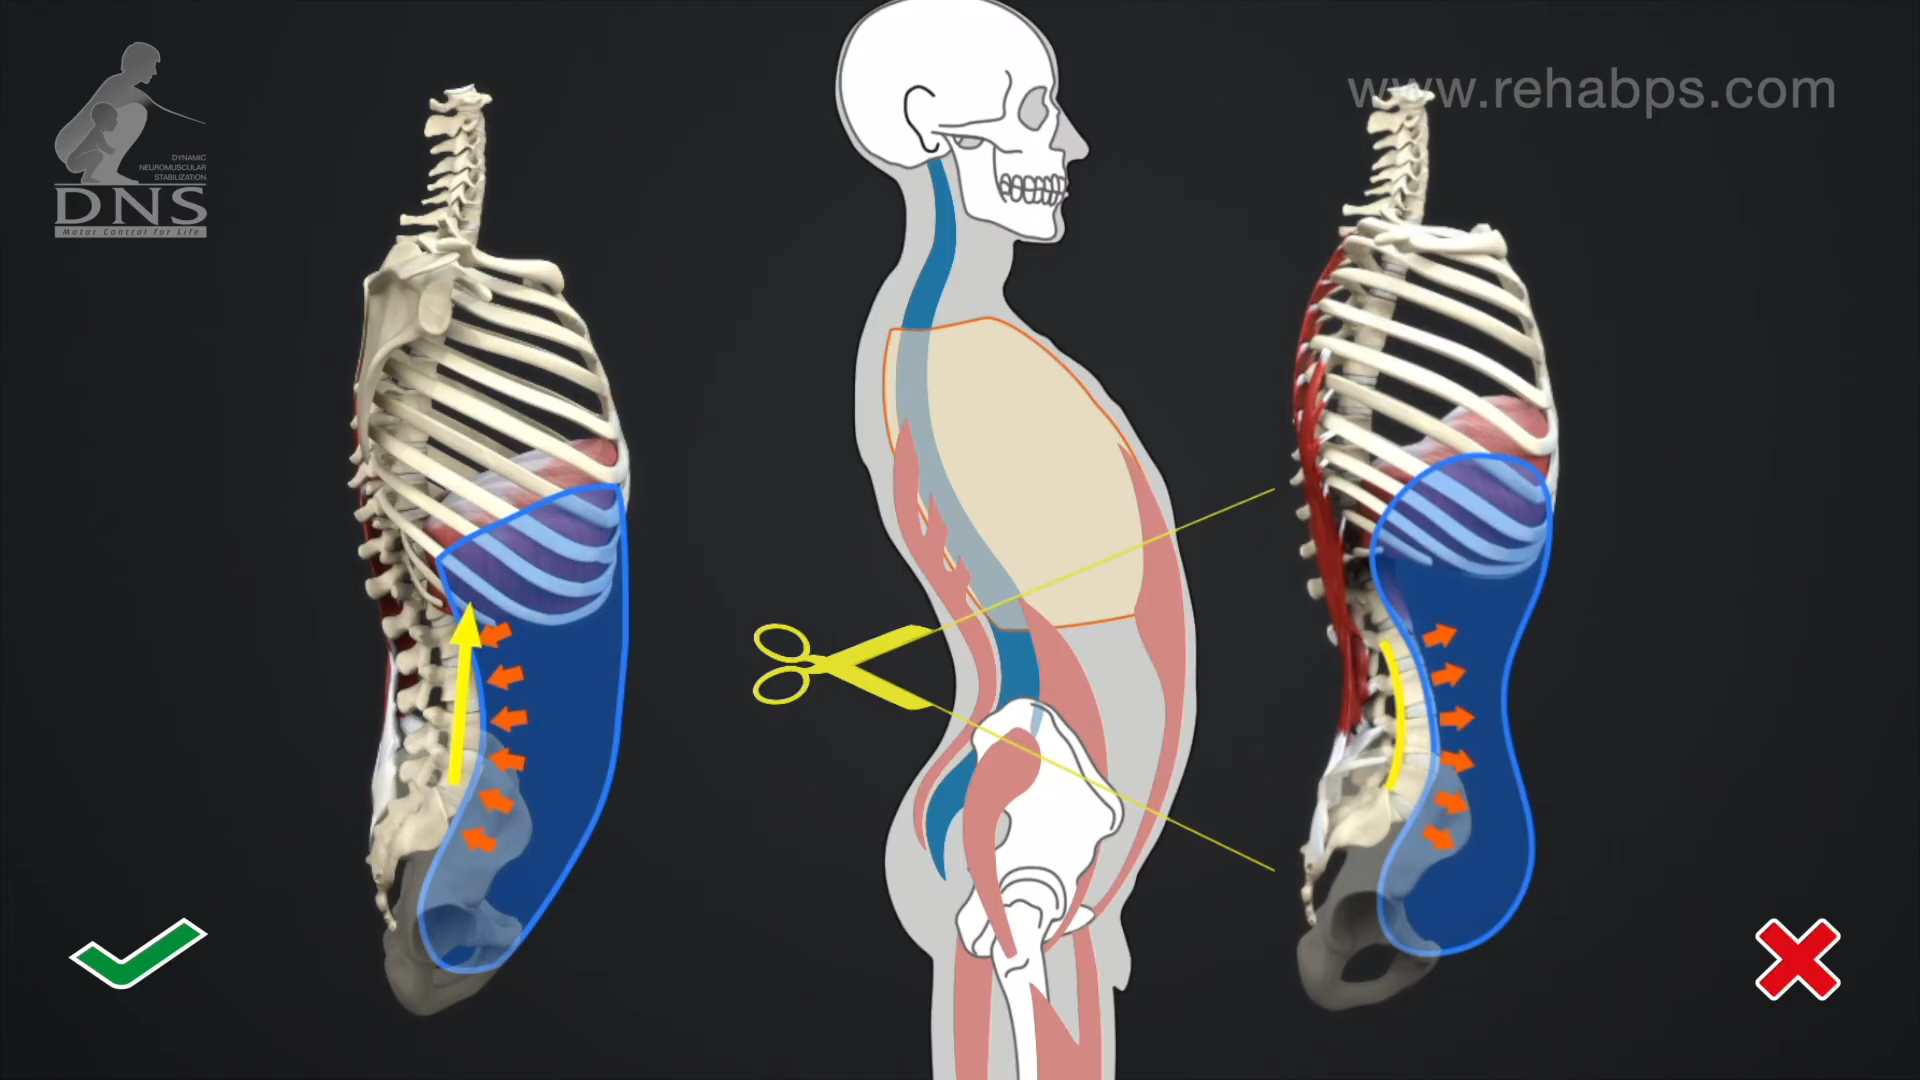 DYNAMIC
NEUROMUSCULAR
STABILIZATION
DNS
Motor Control for Life
www.rehabps.com